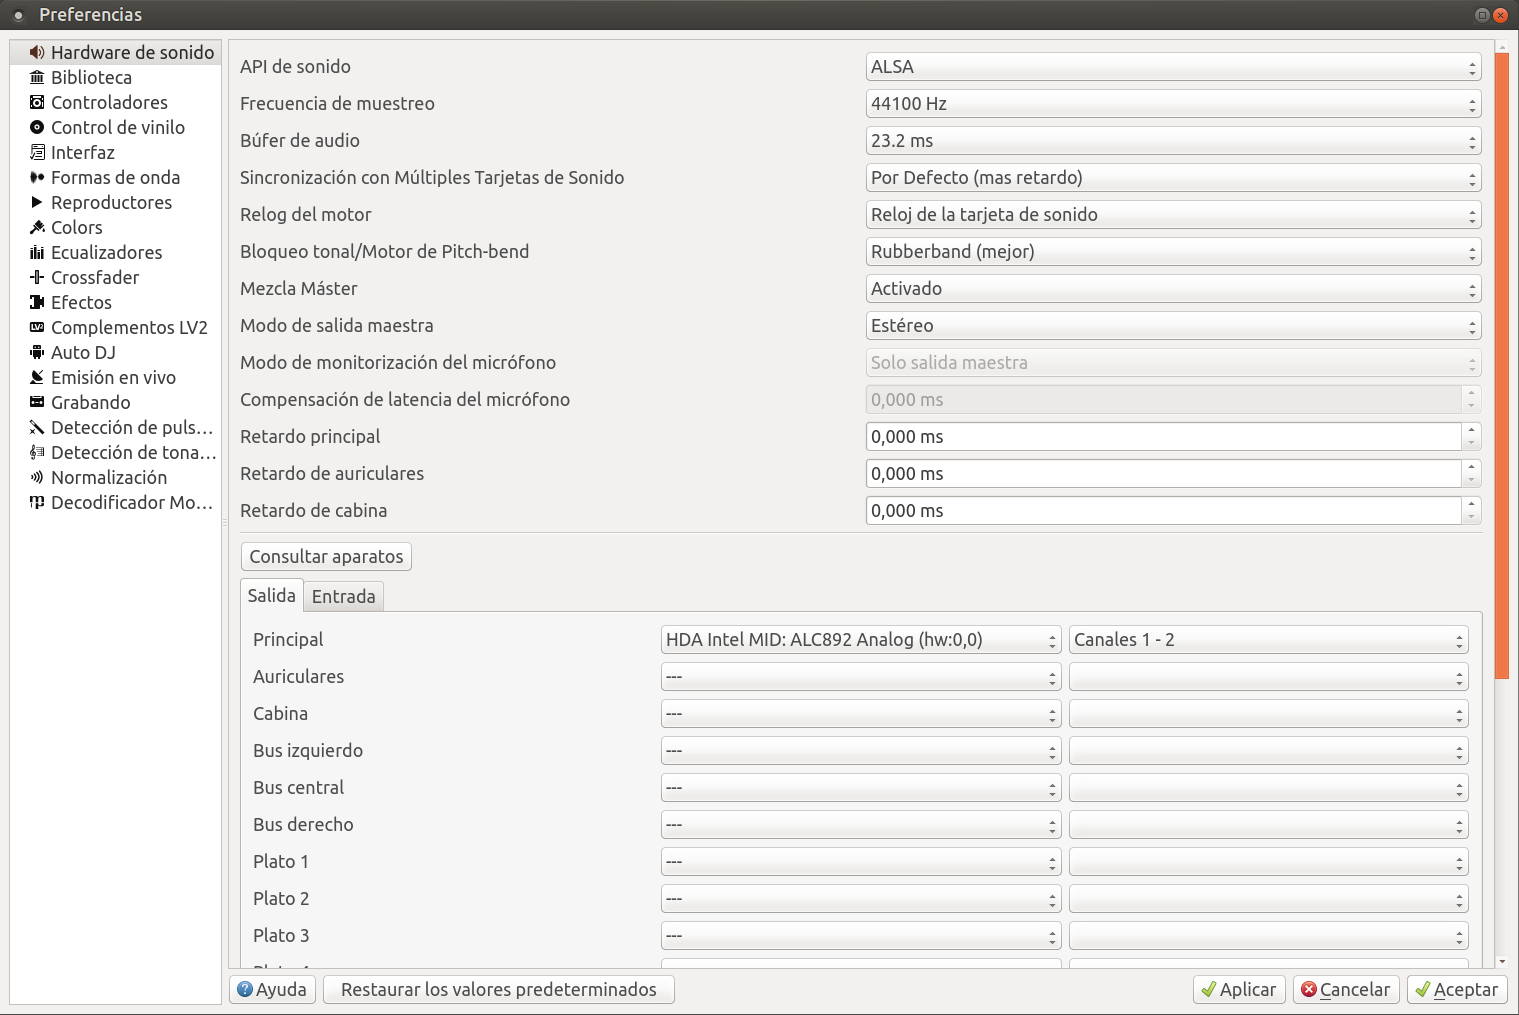 Preferencias
Hardware de sonido
Biblioteca
Controladores
Control de vinilo
Interfaz
Formas de onda
Reproductores
Colors
Ecualizadores
Crossfader
Efectos
Complementos LV2
Auto DJ
Emisión en vivo
Grabando
Detección de puls...
Detección de tona...
Normalización
Decodificador Mo...
API de sonido ALSA
Frecuencia de muestreo 44100 Hz
Búfer de audio 23.2 ms
Sincronización con Múltiples Tarjetas de Sonido Por Defecto (mas retardo)
Relog del motor Reloj de la tarjeta de sonido
Bloqueo tonal/Motor de Pitch-bend Rubberband (mejor)
Mezcla Máster Activado
Modo de salida maestra Estéreo
Modo de monitorización del micrófono Solo salida maestra
Compensación de latencia del micrófono 0,000 ms
Retardo principal 0,000 ms
Retardo de auriculares 0,000 ms
Retardo de cabina 0,000 ms
Consultar aparatos
Salida Entrada
Principal HDA Intel MID: ALC892 Analog (hw:0,0) Canales 1 - 2
Auriculares ---
Cabina ---
Bus izquierdo ---
Bus central ---
Bus derecho ---
Plato 1 ---
Plato 2 ---
Plato 3 ---
Ayuda Restaurar los valores predeterminados Aplicar Cancelar Aceptar